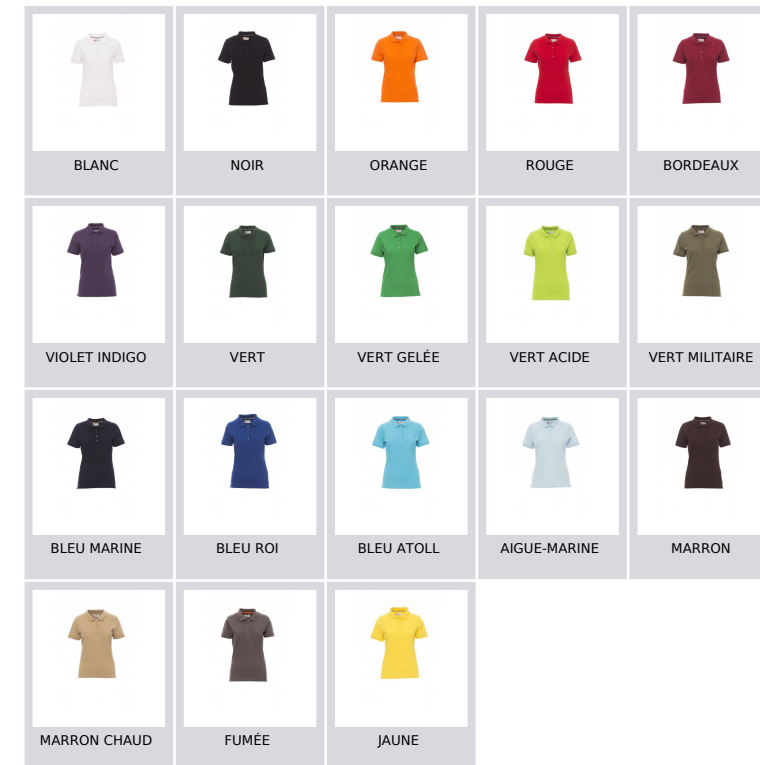 BLANC
NOIR
ORANGE
ROUGE
BORDEAUX
VIOLET INDIGO
VERT
VERT GELÉE
VERT ACIDE
VERT MILITAIRE
BLEU MARINE
BLEU ROI
BLEU ATOLL
AIGUE-MARINE
MARRON
MARRON CHAUD
FUMÉE
JAUNE